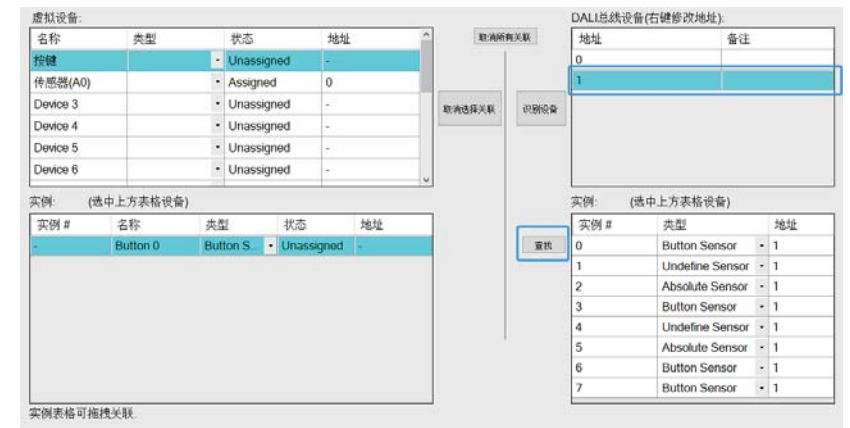 虚拟设备:
名称 类型 状态 地址
按键 Unassigned -
传感器(A0) Assigned 0
Device 3 Unassigned -
Device 4 Unassigned -
Device 5 Unassigned -
Device 6 Unassigned -
取消所有关联
取消选择关联
识别设备
DALI总线设备(右键修改地址):
地址 备注
0
1
实例: (选中上方表格设备)
实例 # 名称 类型 状态 地址
- Button 0 Button S... Unassigned -
查找
实例: (选中上方表格设备)
实例 # 类型 地址
0 Button Sensor 1
1 Undefine Sensor 1
2 Absolute Sensor 1
3 Button Sensor 1
4 Undefine Sensor 1
5 Absolute Sensor 1
6 Button Sensor 1
7 Button Sensor 1
实例表格可拖拽关联.